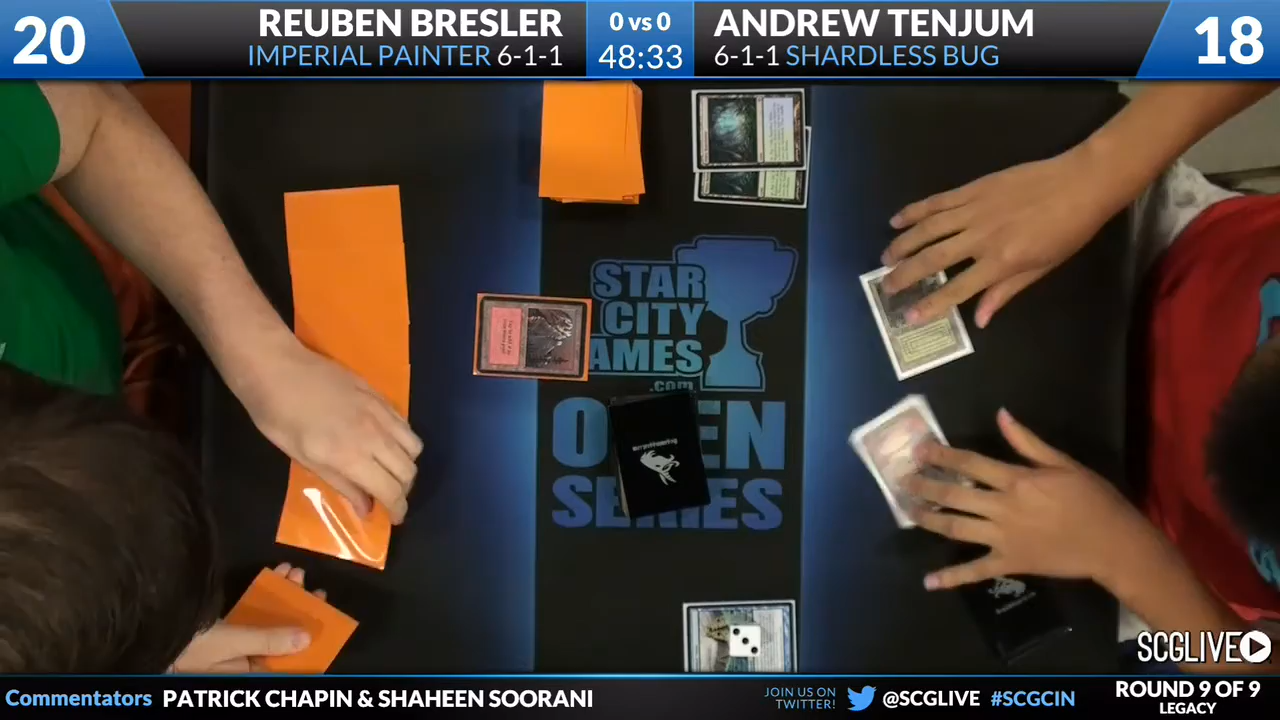 20
REUBEN BRESLER
IMPERIAL PAINTER 6-1-1
0 vs 0
48:33
ANDREW TENJUM
6-1-1 SHARDLESS BUG
18
STAR
CITY
GAMES
.com
OPEN
SERIES
SCGLIVE
Commentators PATRICK CHAPIN & SHAHEEN SOORANI
JOIN US ON
TWITTER!
@SCGLIVE #SCGCIN
ROUND 9 OF 9
LEGACY